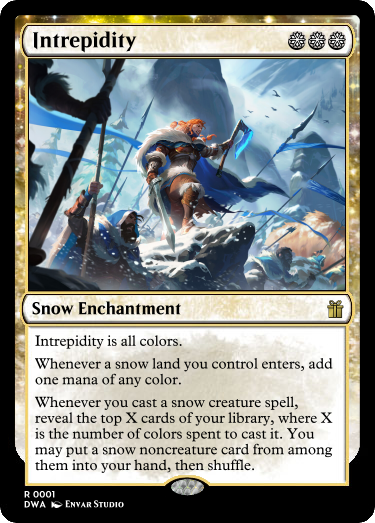 Intrepidity
Snow Enchantment
Intrepidity is all colors.
Whenever a snow land you control enters, add
one mana of any color.
Whenever you cast a snow creature spell,
reveal the top X cards of your library, where X
is the number of colors spent to cast it. You
may put a snow noncreature card from among
them into your hand, then shuffle.
R 0001
DWA Envar Studio